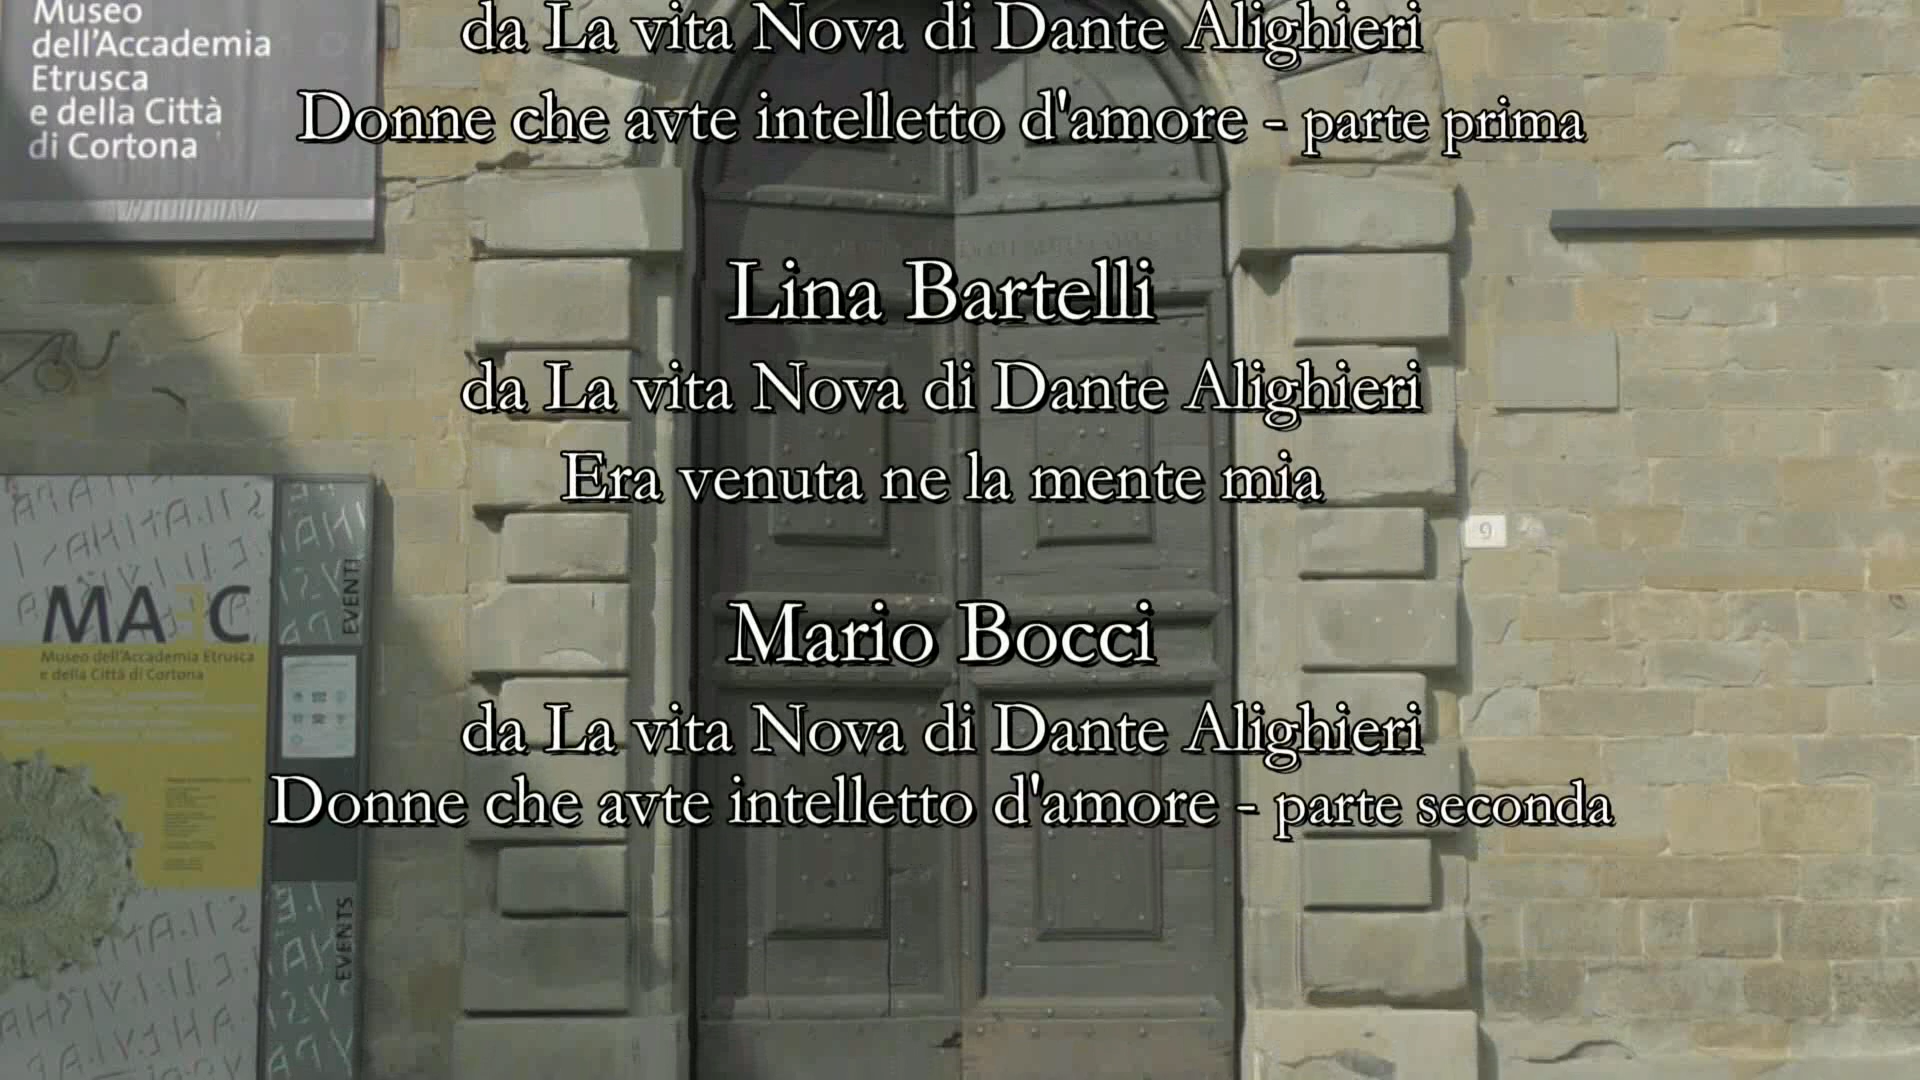 Museo
dell'Accademia
Etrusca
e della Città
di Cortona
da La vita Nova di Dante Alighieri
Donne che avte intelletto d'amore - parte prima
Lina Bartelli
da La vita Nova di Dante Alighieri
Era venuta ne la mente mia
9
Mario Bocci
da La vita Nova di Dante Alighieri
Donne che avte intelletto d'amore - parte seconda
MAEC
Museo dell'Accademia Etrusca
e della Città di Cortona
EVENTI
EVENTS